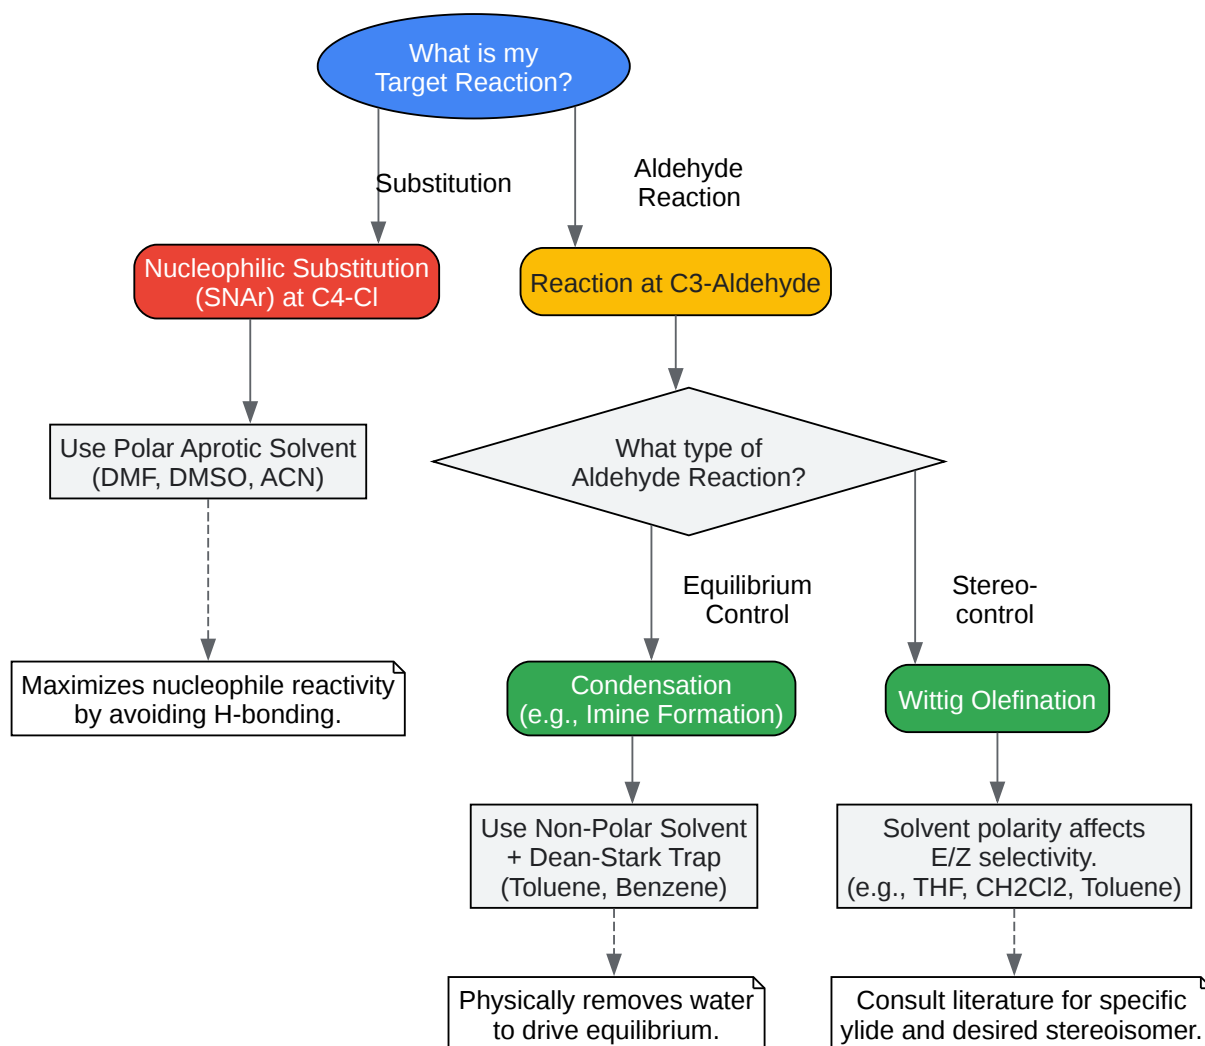 What is my
Target Reaction?
Substitution
Aldehyde
Reaction
Nucleophilic Substitution
(SNAr) at C4-Cl
Reaction at C3-Aldehyde
Use Polar Aprotic Solvent
(DMF, DMSO, ACN)
What type of
Aldehyde Reaction?
Equilibrium
Control
Stereo-
control
Maximizes nucleophile reactivity
by avoiding H-bonding.
Condensation
(e.g., Imine Formation)
Wittig Olefination
Use Non-Polar Solvent
+ Dean-Stark Trap
(Toluene, Benzene)
Solvent polarity affects
E/Z selectivity.
(e.g., THF, CH2Cl2, Toluene)
Physically removes water
to drive equilibrium.
Consult literature for specific
ylide and desired stereoisomer.